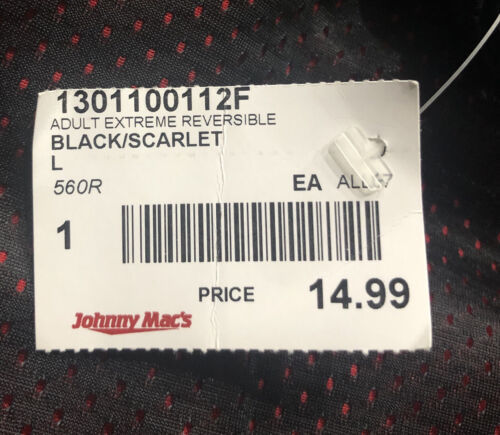 1301100112F
ADULT EXTREME REVERSIBLE
BLACK/SCARLET
L
560R EA
1
PRICE 14.99
Johnny Mac's